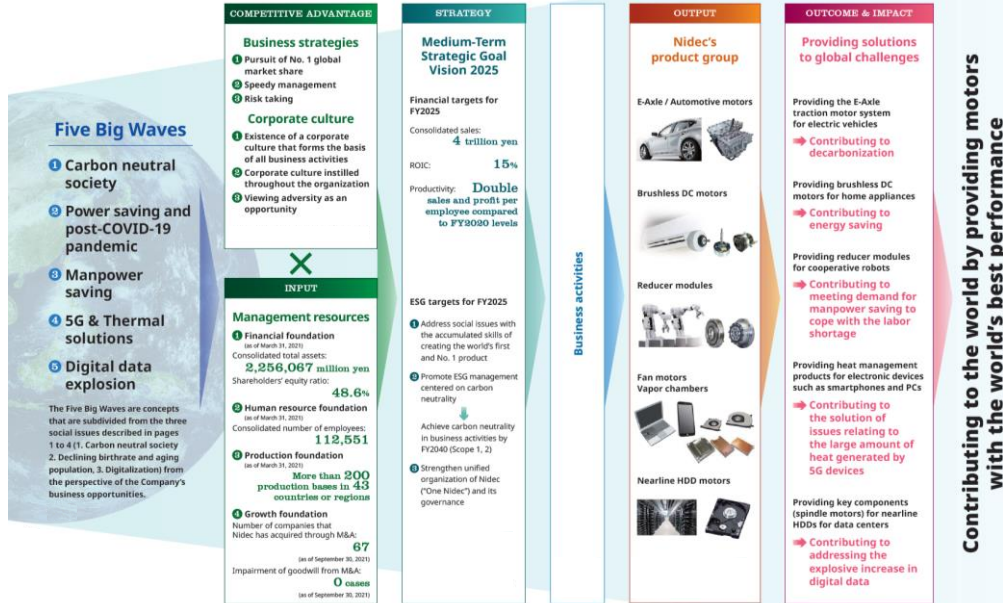 Five Big Waves
1 Carbon neutral
society
2 Power saving and
post-COVID-19
pandemic
3 Manpower
saving
4 5G & Thermal
solutions
5 Digital data
explosion
The Five Big Waves are concepts
that are subdivided from the three
social issues described in pages
1 to 4 (1. Carbon neutral society
2. Declining birthrate and aging
population, 3. Digitalization) from
the perspective of the Company's
business opportunities.
COMPETITIVE ADVANTAGE
Business strategies
1 Pursuit of No. 1 global
market share
2 Speedy management
3 Risk taking
Corporate culture
1 Existence of a corporate
culture that forms the basis
of all business activities
2 Corporate culture instilled
throughout the organization
3 Viewing adversity as an
opportunity
×
INPUT
Management resources
1 Financial foundation
(as of March 31, 2021)
Consolidated total assets:
2,256,067 million yen
Shareholders' equity ratio:
48.6%
2 Human resource foundation
(as of March 31, 2021)
Consolidated number of employees:
112,551
3 Production foundation
(as of March 31, 2021)
More than 200
production bases in 43
countries or regions
4 Growth foundation
Number of companies that
Nidec has acquired through M&A:
67
(as of September 30, 2021)
Impairment of goodwill from M&A:
0 cases
(as of September 30, 2021)
STRATEGY
Medium-Term
Strategic Goal
Vision 2025
Financial targets for
FY2025
Consolidated sales:
4 trillion yen
ROIC: 15%
Productivity: Double
sales and profit per
employee compared
to FY2020 levels
ESG targets for FY2025
1 Address social issues with
the accumulated skills of
creating the world's first
and No. 1 product
2 Promote ESG management
centered on carbon
neutrality
Achieve carbon neutrality
in business activities by
FY2040 (Scope 1, 2)
3 Strengthen unified
organization of Nidec
("One Nidec") and its
governance
Business activities
OUTPUT
Nidec's
product group
E-Axle / Automotive motors
Brushless DC motors
Reducer modules
Fan motors
Vapor chambers
Nearline HDD motors
OUTCOME & IMPACT
Providing solutions
to global challenges
Providing the E-Axle
traction motor system
for electric vehicles
Contributing to
decarbonization
Providing brushless DC
motors for home appliances
Contributing to
energy saving
Providing reducer modules
for cooperative robots
Contributing to
meeting demand for
manpower saving to
cope with the labor
shortage
Providing heat management
products for electronic devices
such as smartphones and PCs
Contributing to
the solution of
issues relating to
the large amount of
heat generated by
5G devices
Providing key components
(spindle motors) for nearline
HDDs for data centers
Contributing to
addressing the
explosive increase in
digital data
Contributing to the world by providing motors
with the world's best performance